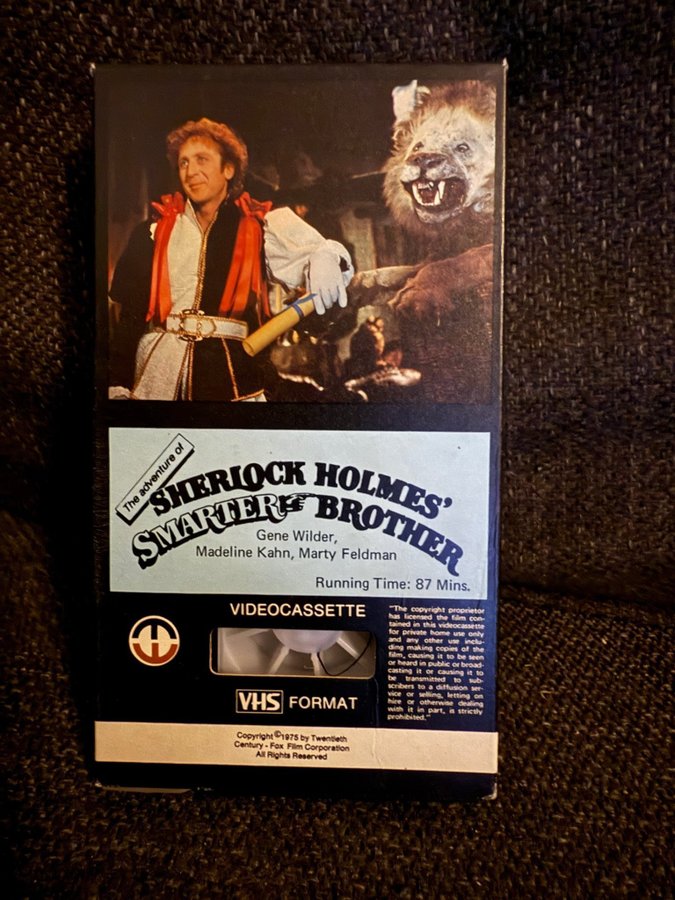 The adventure of
SHERLOCK HOLMES'
SMARTER BROTHER
Gene Wilder,
Madeline Kahn, Marty Feldman
Running Time: 87 Mins.
VIDEOCASSETTE
VHS FORMAT
"The copyright proprietor
has licensed the film con-
tained in this videocassette
for private home use only
and any other use inclu-
ding making copies of the
film, causing it to be seen
or heard in public or broad-
casting it or causing it to
be transmitted to sub-
scribers to a diffusion ser-
vice or selling, letting on
hire or otherwise dealing
with it in part, is strictly
prohibited."
Copyright ©1975 by Twentieth
Century - Fox Film Corporation
All Rights Reserved